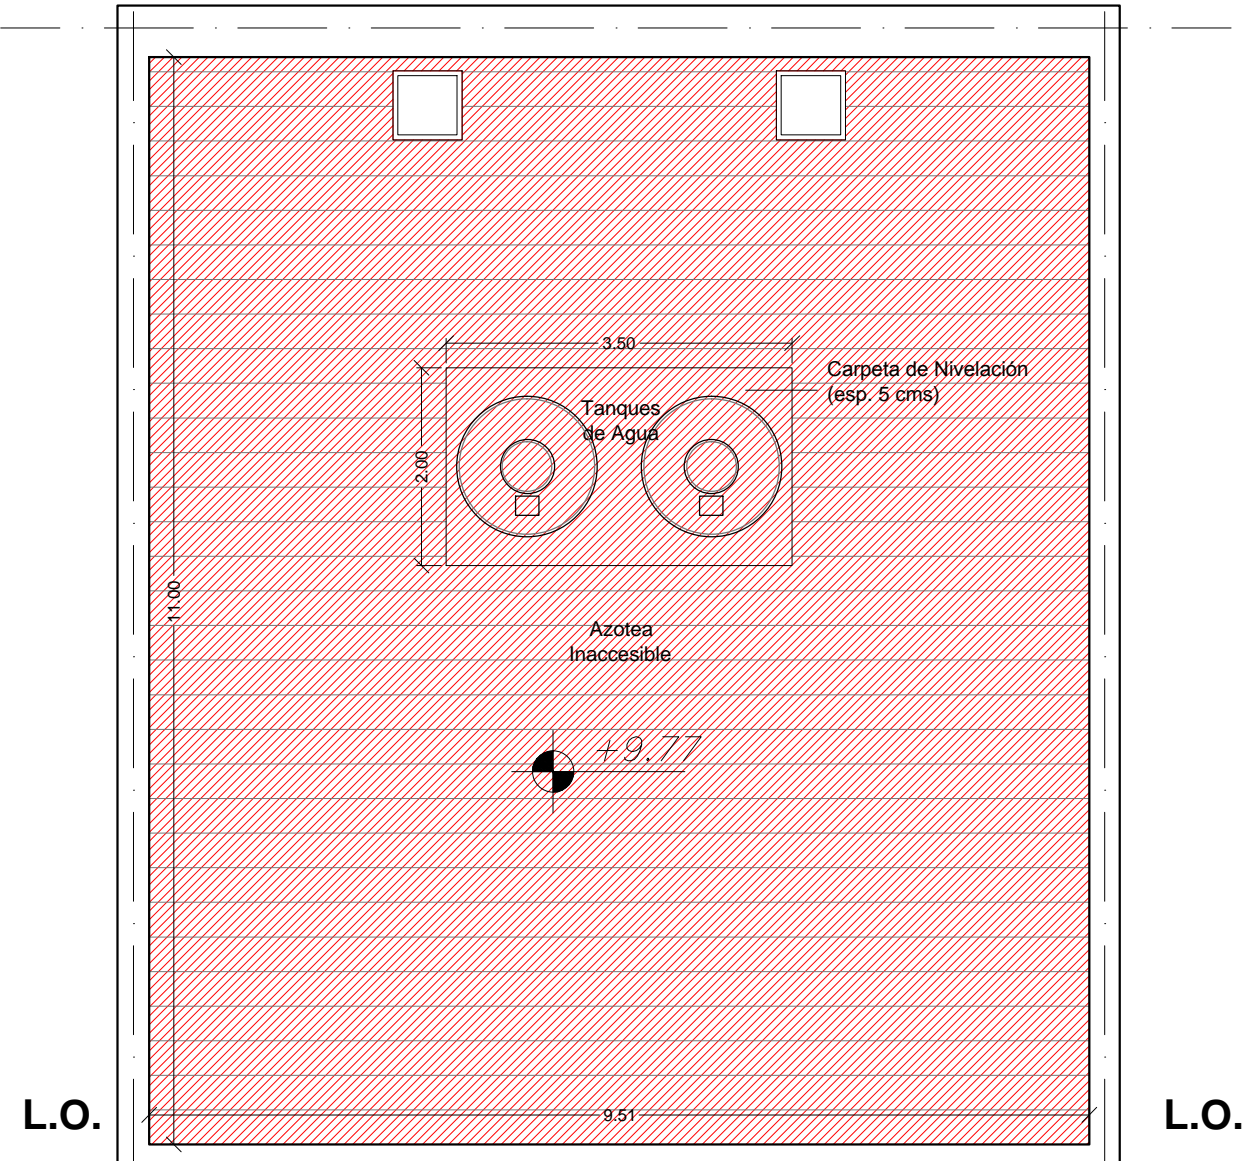 3.50
Carpeta de Nivelación
(esp. 5 cms)
Tanques
de Agua
2.00
11.00
Azotea
Inaccesible
+9.77
L.O.
9.51
L.O.